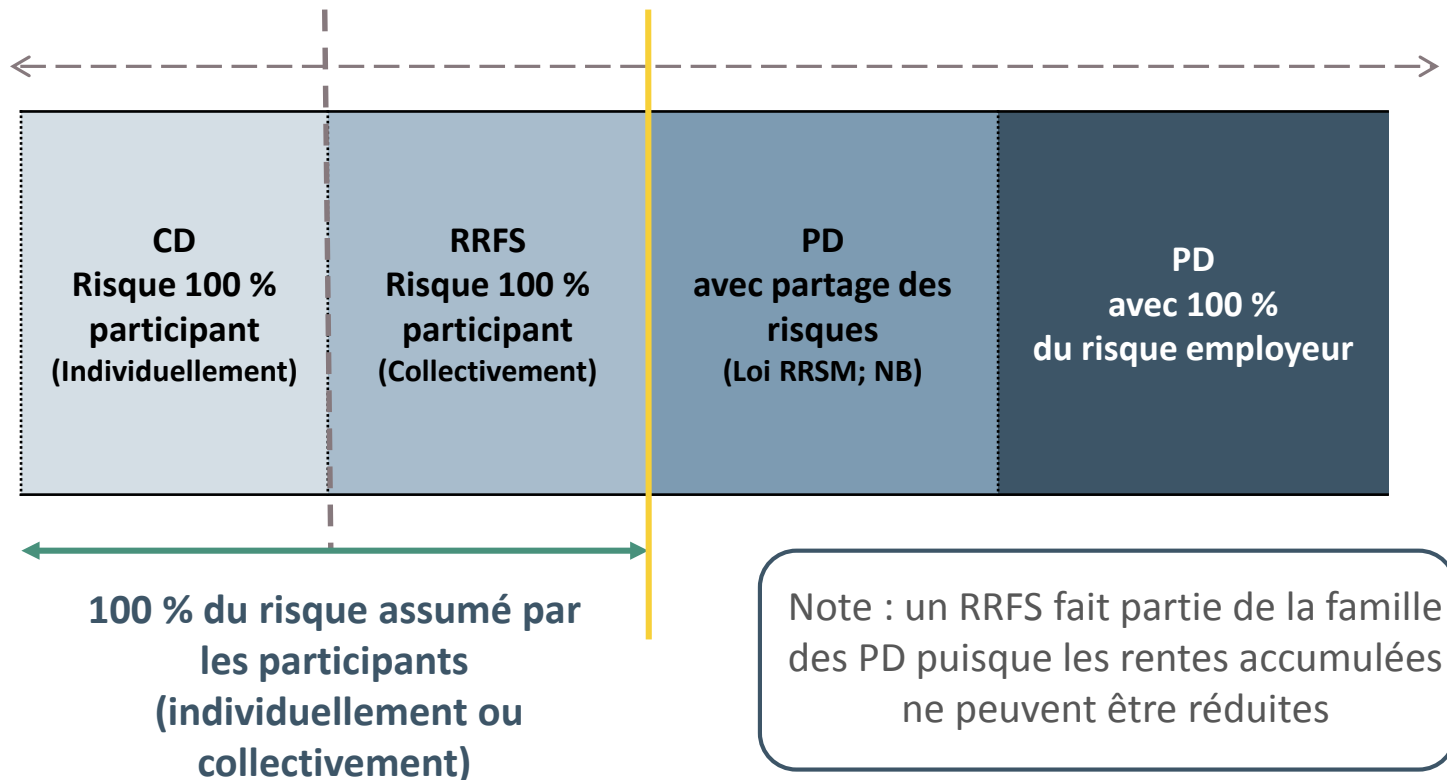 CD
Risque 100 %
participant
(Individuellement)
RRFS
Risque 100 %
participant
(Collectivement)
PD
avec partage des
risques
(Loi RRSM; NB)
PD
avec 100 %
du risque employeur
100 % du risque assumé par
les participants
(individuellement ou
collectivement)
Note : un RRFS fait partie de la famille
des PD puisque les rentes accumulées
ne peuvent être réduites